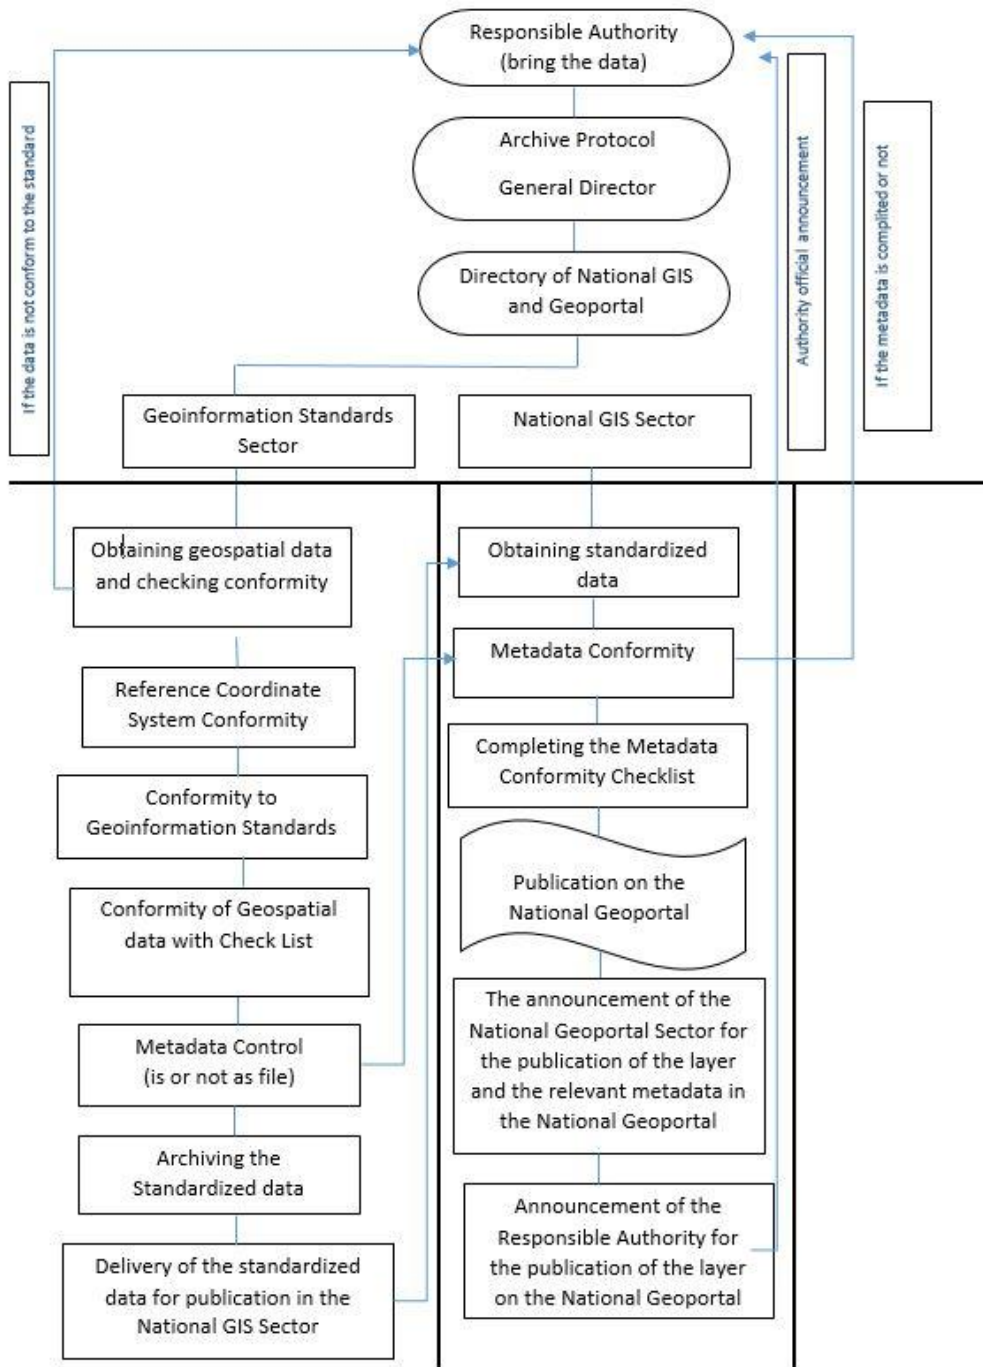 Responsible Authority
(bring the data)
Archive Protocol
General Director
Directory of National GIS
and Geoportal
If the data is not conform to the standard
Authority official announcement
If the metadata is complited or not
Geoinformation Standards
Sector
National GIS Sector
Obtaining geospatial data
and checking conformity
Reference Coordinate
System Conformity
Conformity to
Geoinformation Standards
Conformity of Geospatial
data with Check List
Metadata Control
(is or not as file)
Archiving the
Standardized data
Delivery of the standardized
data for publication in the
National GIS Sector
Obtaining standardized
data
Metadata Conformity
Completing the Metadata
Conformity Checklist
Publication on the
National Geoportal
The announcement of the
National Geoportal Sector for
the publication of the layer
and the relevant metadata in
the National Geoportal
Announcement of the
Responsible Authority for
the publication of the layer
on the National Geoportal